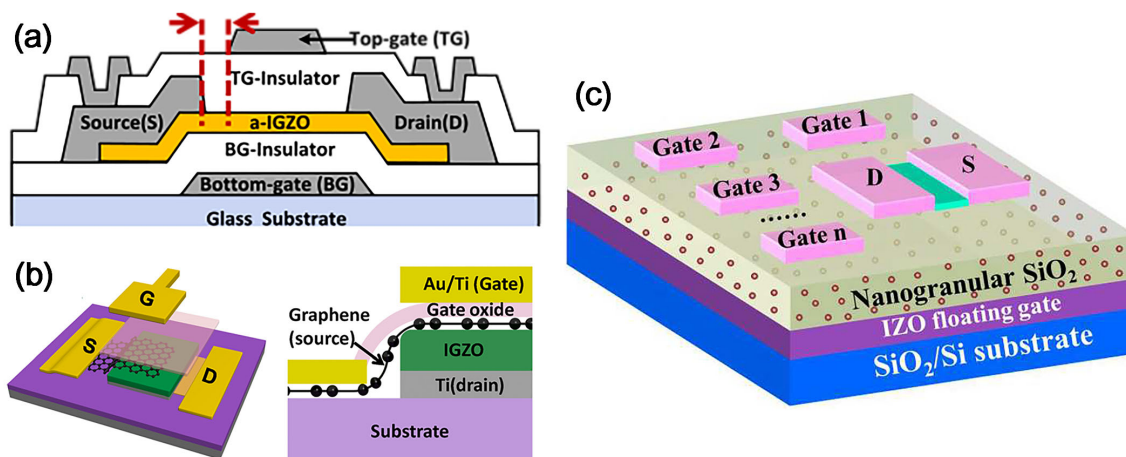 (a)
Top-gate (TG)
TG-Insulator
Source(S)
a-IGZO
Drain(D)
BG-Insulator
Bottom-gate (BG)
Glass Substrate
(b)
G
S
D
Au/Ti (Gate)
Gate oxide
Graphene
(source)
IGZO
Ti(drain)
Substrate
(c)
Gate 1
Gate 2
S
D
Gate 3
......
Gate n
Nanogranular SiO₂
IZO floating gate
SiO₂/Si substrate